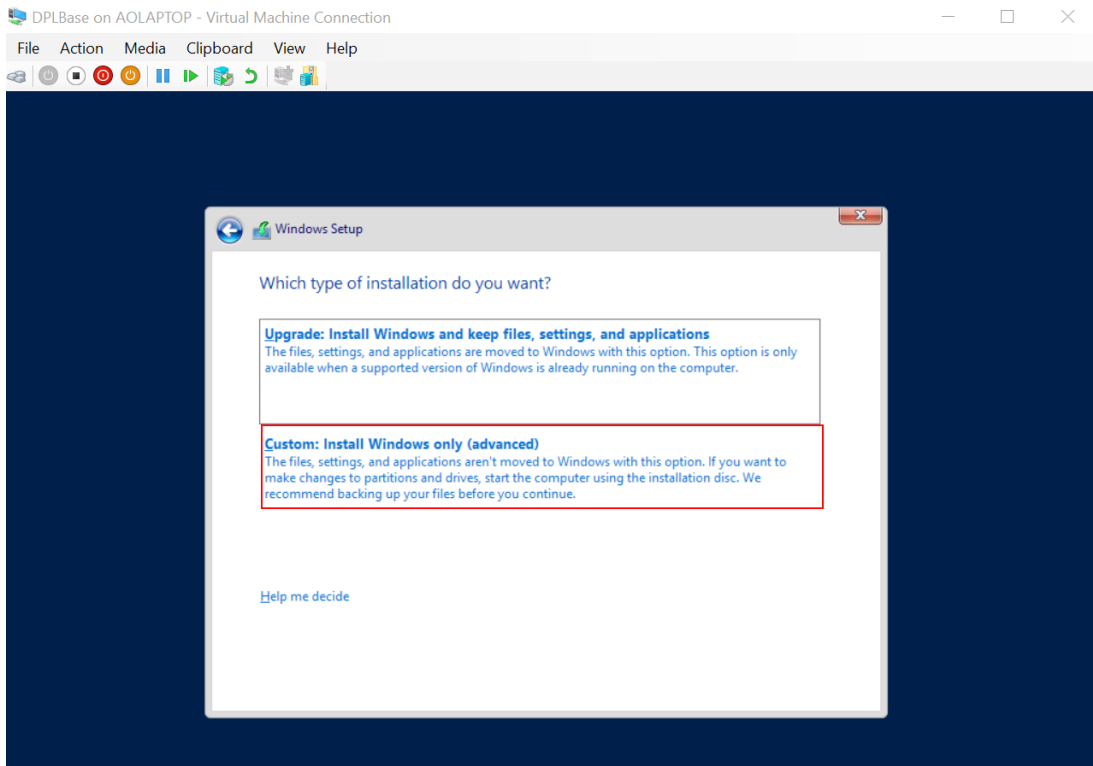 DPLBase on AOLAPTOP - Virtual Machine Connection
File Action Media Clipboard View Help
Windows Setup
Which type of installation do you want?
Upgrade: Install Windows and keep files, settings, and applications
The files, settings, and applications are moved to Windows with this option. This option is only
available when a supported version of Windows is already running on the computer.
Custom: Install Windows only (advanced)
The files, settings, and applications aren't moved to Windows with this option. If you want to
make changes to partitions and drives, start the computer using the installation disc. We
recommend backing up your files before you continue.
Help me decide